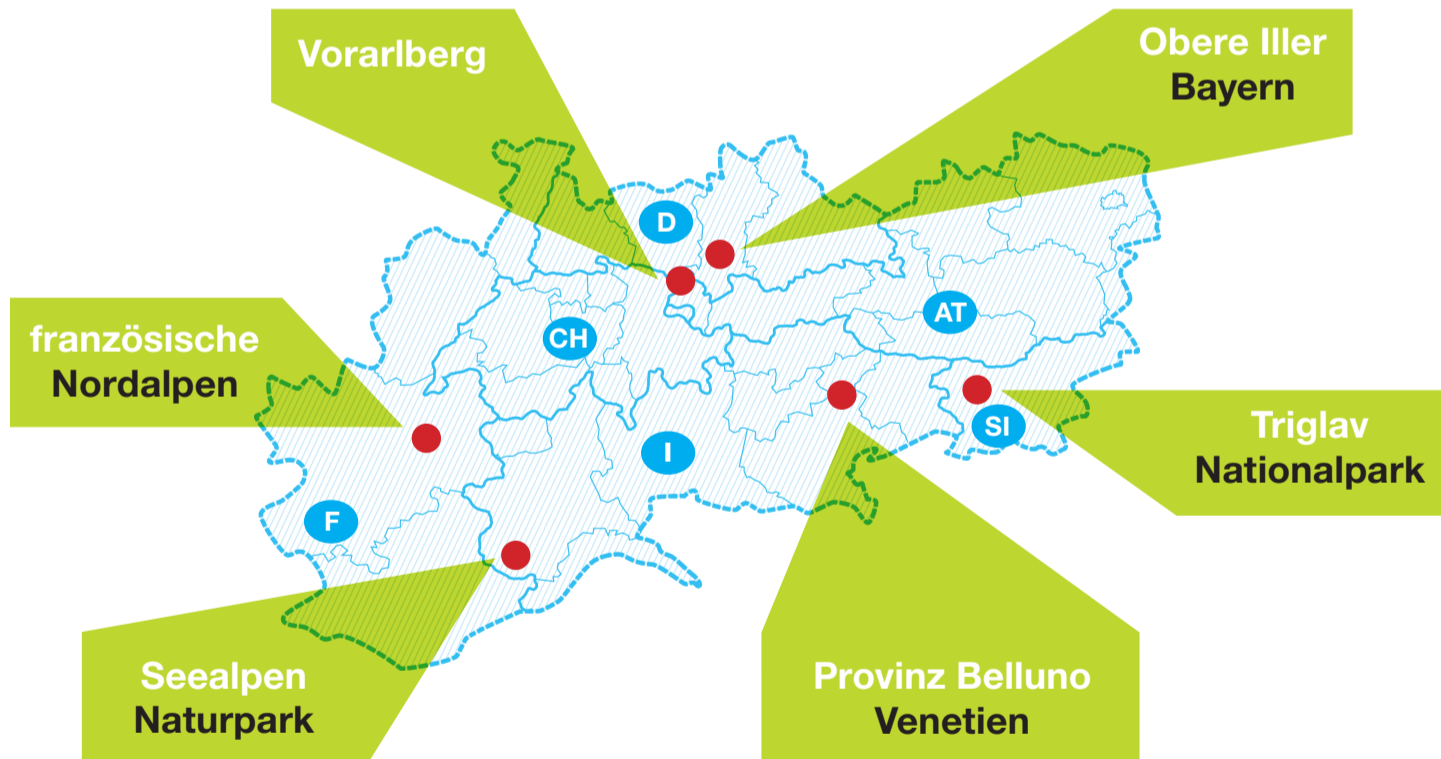 Vorarlberg
Obere Iller
Bayern
D
AT
CH
französische
Nordalpen
I
SI
Triglav
Nationalpark
F
Seealpen
Naturpark
Provinz Belluno
Venetien